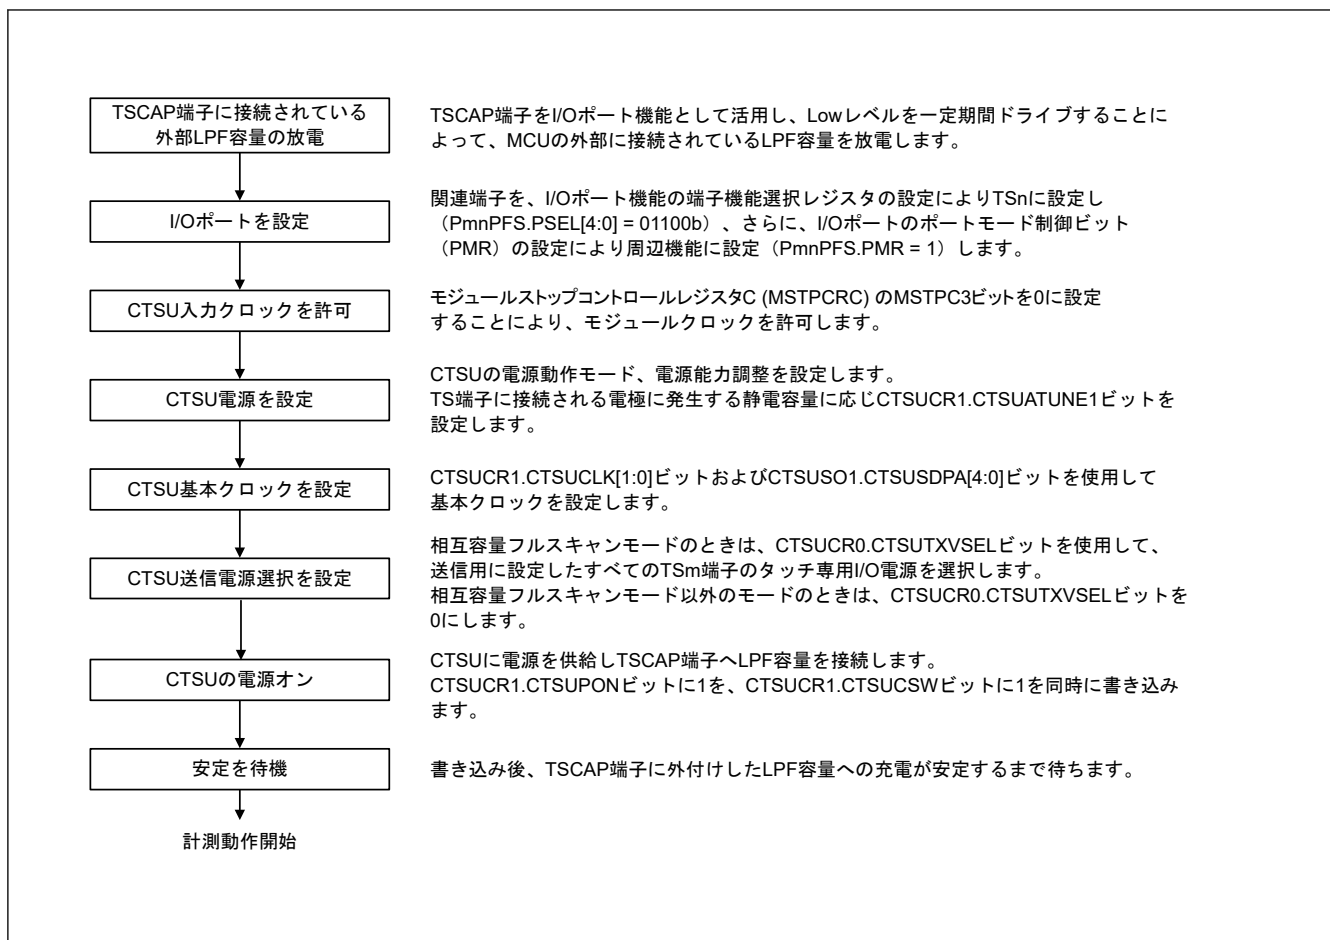 TSCAP端子に接続されている
外部LPF容量の放電
TSCAP端子をI/Oポート機能として活用し、Lowレベルを一定期間ドライブすることに
よって、MCUの外部に接続されているLPF容量を放電します。
I/Oポートを設定
関連端子を、I/Oポート機能の端子機能選択レジスタの設定によりTSnに設定し
（PmnPFS.PSEL[4:0] = 01100b）、さらに、I/Oポートのポートモード制御ビット
（PMR）の設定により周辺機能に設定（PmnPFS.PMR = 1）します。
CTSU入力クロックを許可
モジュールストップコントロールレジスタC (MSTPCRC) のMSTPC3ビットを0に設定
することにより、モジュールクロックを許可します。
CTSU電源を設定
CTSUの電源動作モード、電源能力調整を設定します。
TS端子に接続される電極に発生する静電容量に応じCTSUCR1.CTSUATUNE1ビットを
設定します。
CTSU基本クロックを設定
CTSUCR1.CTSUCLK[1:0]ビットおよびCTSUSO1.CTSUSDPA[4:0]ビットを使用して
基本クロックを設定します。
CTSU送信電源選択を設定
相互容量フルスキャンモードのときは、CTSUCR0.CTSUTXVSELビットを使用して、
送信用に設定したすべてのTSm端子のタッチ専用I/O電源を選択します。
相互容量フルスキャンモード以外のモードのときは、CTSUCR0.CTSUTXVSELビットを
0にします。
CTSUの電源オン
CTSUに電源を供給しTSCAP端子へLPF容量を接続します。
CTSUCR1.CTSUPONビットに1を、CTSUCR1.CTSUCSWビットに1を同時に書き込み
ます。
安定を待機
書き込み後、TSCAP端子に外付けしたLPF容量への充電が安定するまで待ちます。
計測動作開始